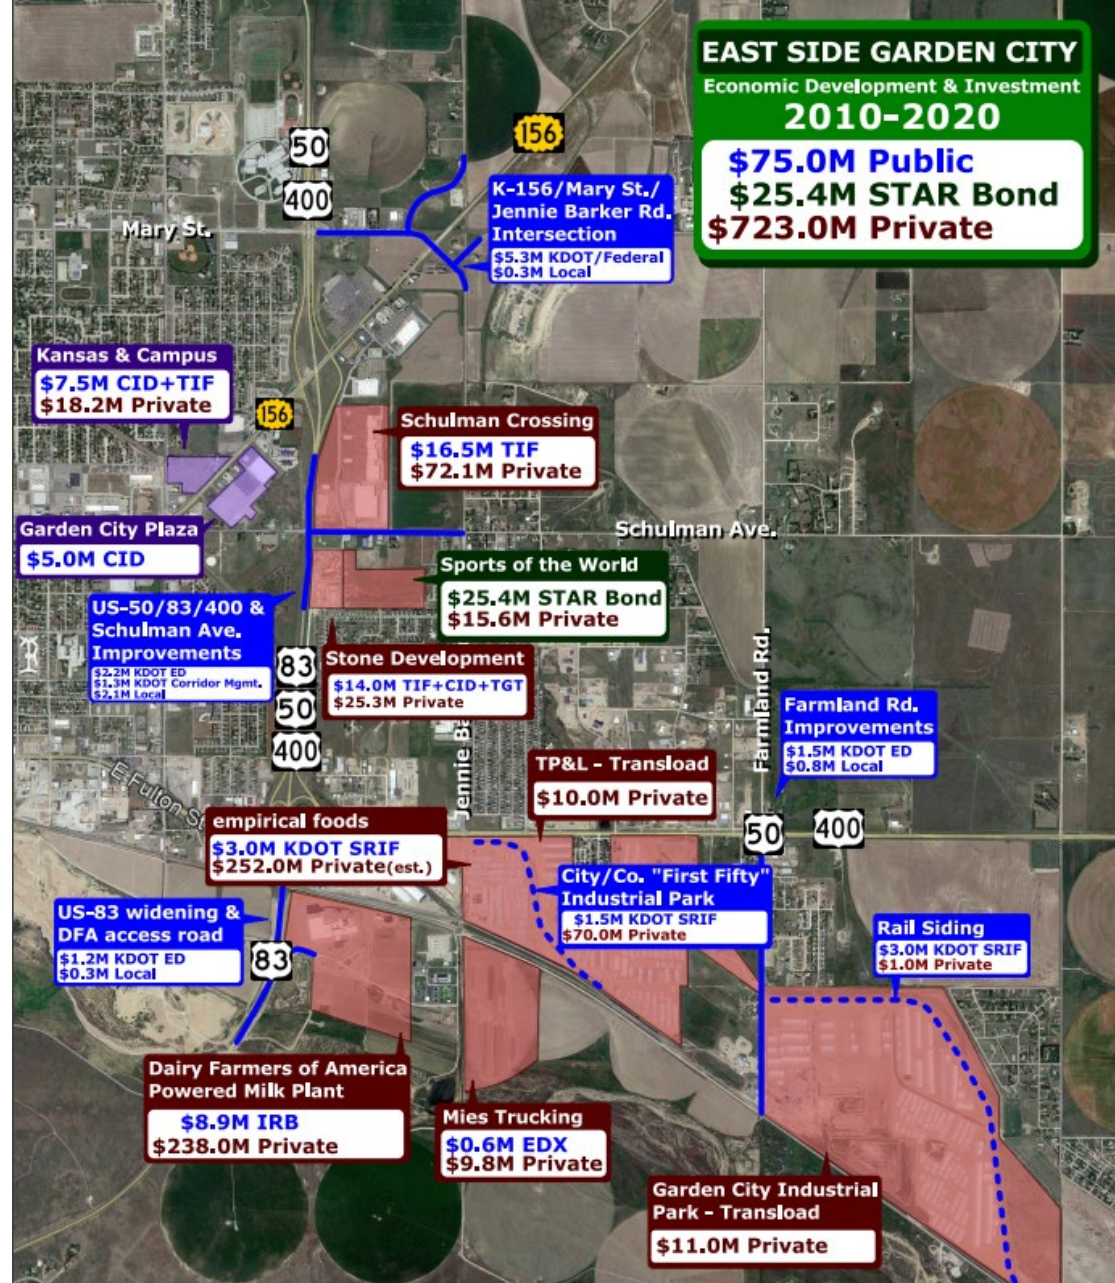 EAST SIDE GARDEN CITY
Economic Development & Investment
2010-2020
$75.0M Public
$25.4M STAR Bond
$723.0M Private
50
400
156
Mary St.
K-156/Mary St./
Jennie Barker Rd.
Intersection
$5.3M KDOT/Federal
$0.3M Local
Kansas & Campus
$7.5M CID+TIF
$18.2M Private
156
Schulman Crossing
$16.5M TIF
$72.1M Private
Garden City Plaza
$5.0M CID
Schulman Ave.
Sports of the World
$25.4M STAR Bond
$15.6M Private
US-50/83/400 &
Schulman Ave.
Improvements
$2.2M KDOT ED
$1.3M KDOT Corridor Mgmt.
$2.1M Local
83
50
400
Stone Development
$14.0M TIF+CID+TGT
$25.3M Private
Jennie Ba
Farmland Rd.
Farmland Rd.
Improvements
$1.5M KDOT ED
$0.8M Local
TP&L - Transload
$10.0M Private
E Fulton St
50
400
empirical foods
$3.0M KDOT SRIF
$252.0M Private(est.)
City/Co. "First Fifty"
Industrial Park
$1.5M KDOT SRIF
$70.0M Private
US-83 widening &
DFA access road
$1.2M KDOT ED
$0.3M Local
83
Rail Siding
$3.0M KDOT SRIF
$1.0M Private
Dairy Farmers of America
Powered Milk Plant
$8.9M IRB
$238.0M Private
Mies Trucking
$0.6M EDX
$9.8M Private
Garden City Industrial
Park - Transload
$11.0M Private